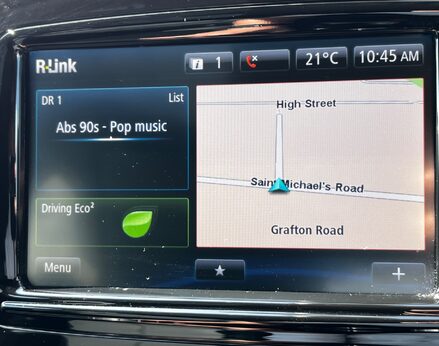 R-Link
i 1
21°C
10:45 AM
DR 1
List
Abs 90s - Pop music
Driving Eco²
High Street
Saint Michael's Road
Grafton Road
Menu
+